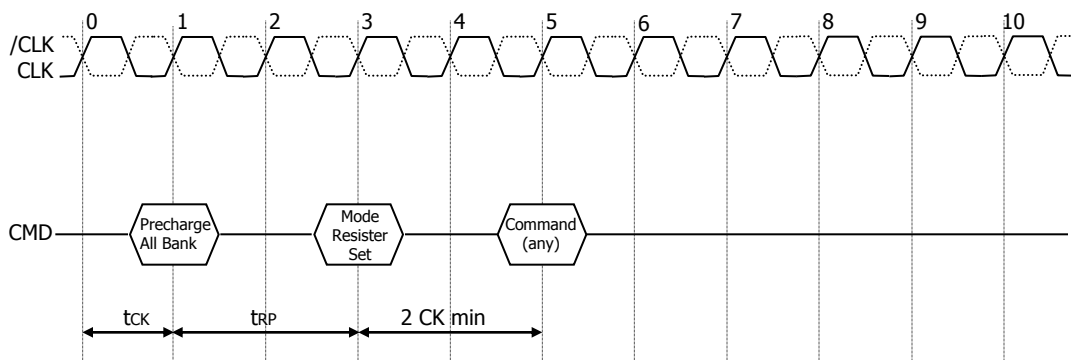 0 1 2 3 4 5 6 7 8 9 10
/CLK
CLK
CMD
Precharge
All Bank
Mode
Resister
Set
Command
(any)
tCK
tRP
2 CK min